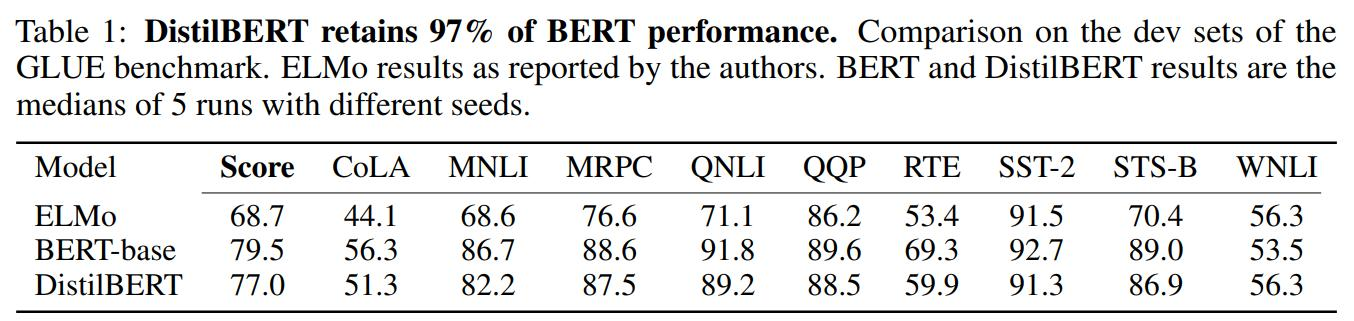 Table 1: DistilBERT retains 97% of BERT performance. Comparison on the dev sets of the
GLUE benchmark. ELMo results as reported by the authors. BERT and DistilBERT results are the
medians of 5 runs with different seeds.
Model Score CoLA MNLI MRPC QNLI QQP RTE SST-2 STS-B WNLI
ELMo 68.7 44.1 68.6 76.6 71.1 86.2 53.4 91.5 70.4 56.3
BERT-base 79.5 56.3 86.7 88.6 91.8 89.6 69.3 92.7 89.0 53.5
DistilBERT 77.0 51.3 82.2 87.5 89.2 88.5 59.9 91.3 86.9 56.3